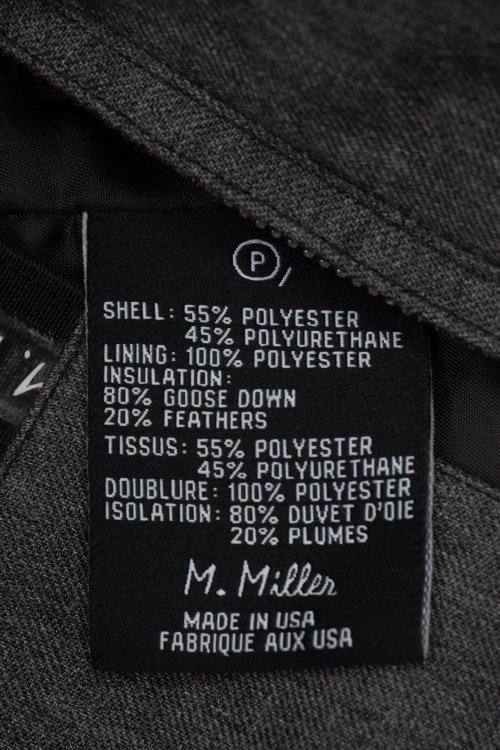 P
SHELL: 55% POLYESTER
45% POLYURETHANE
LINING: 100% POLYESTER
INSULATION:
80% GOOSE DOWN
20% FEATHERS
TISSUS: 55% POLYESTER
45% POLYURETHANE
DOUBLURE: 100% POLYESTER
ISOLATION: 80% DUVET D'OIE
20% PLUMES
M. Miller
MADE IN USA
FABRIQUE AUX USA